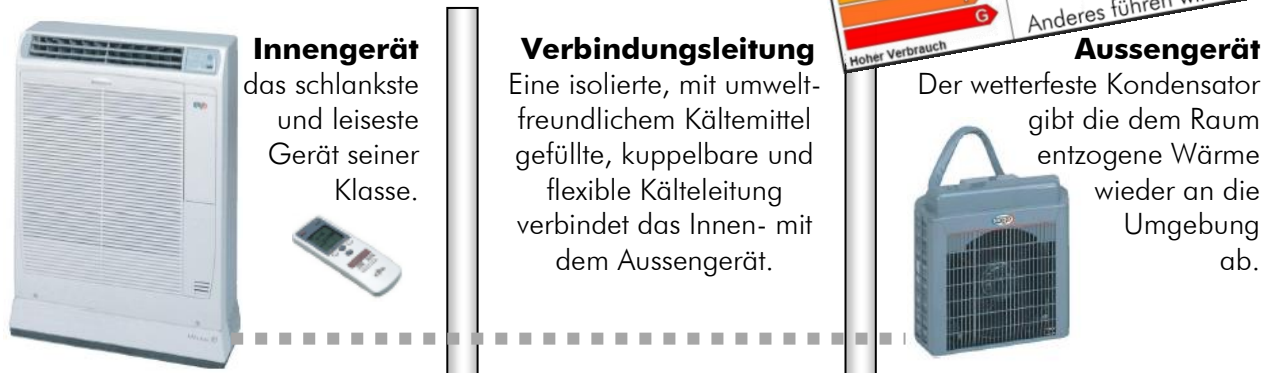 G
Hoher Verbrauch
Anderes führen
Innengerät
das schlankste
und leiseste
Gerät seiner
Klasse.
Verbindungsleitung
Eine isolierte, mit umwelt-
freundlichem Kältemittel
gefüllte, kuppelbare und
flexible Kälteleitung
verbindet das Innen- mit
dem Aussengerät.
Aussengerät
Der wetterfeste Kondensator
gibt die dem Raum
entzogene Wärme
wieder an die
Umgebung
ab.